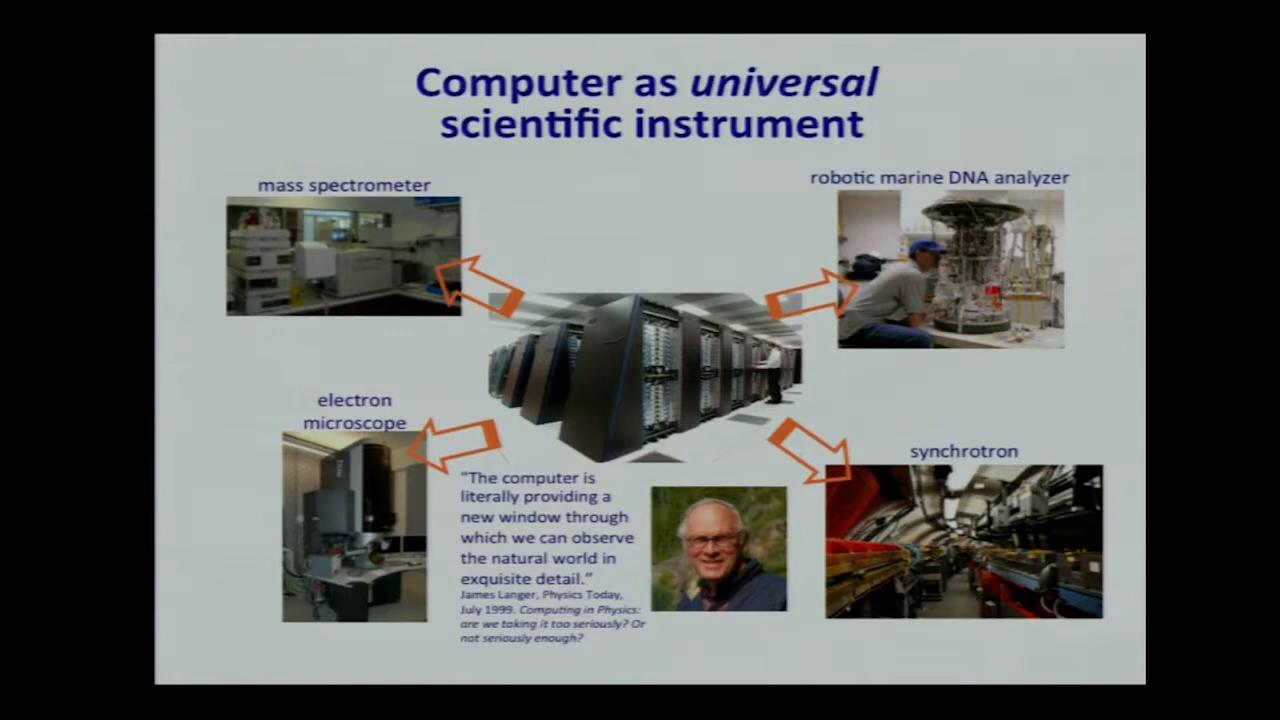 Computer as universal
scientific instrument
mass spectrometer
robotic marine DNA analyzer
electron
microscope
synchrotron
"The computer is
literally providing a
new window through
which we can observe
the natural world in
exquisite detail."
James Langer, Physics Today,
July 1999. Computing in Physics:
are we taking it too seriously? Or
not seriously enough?